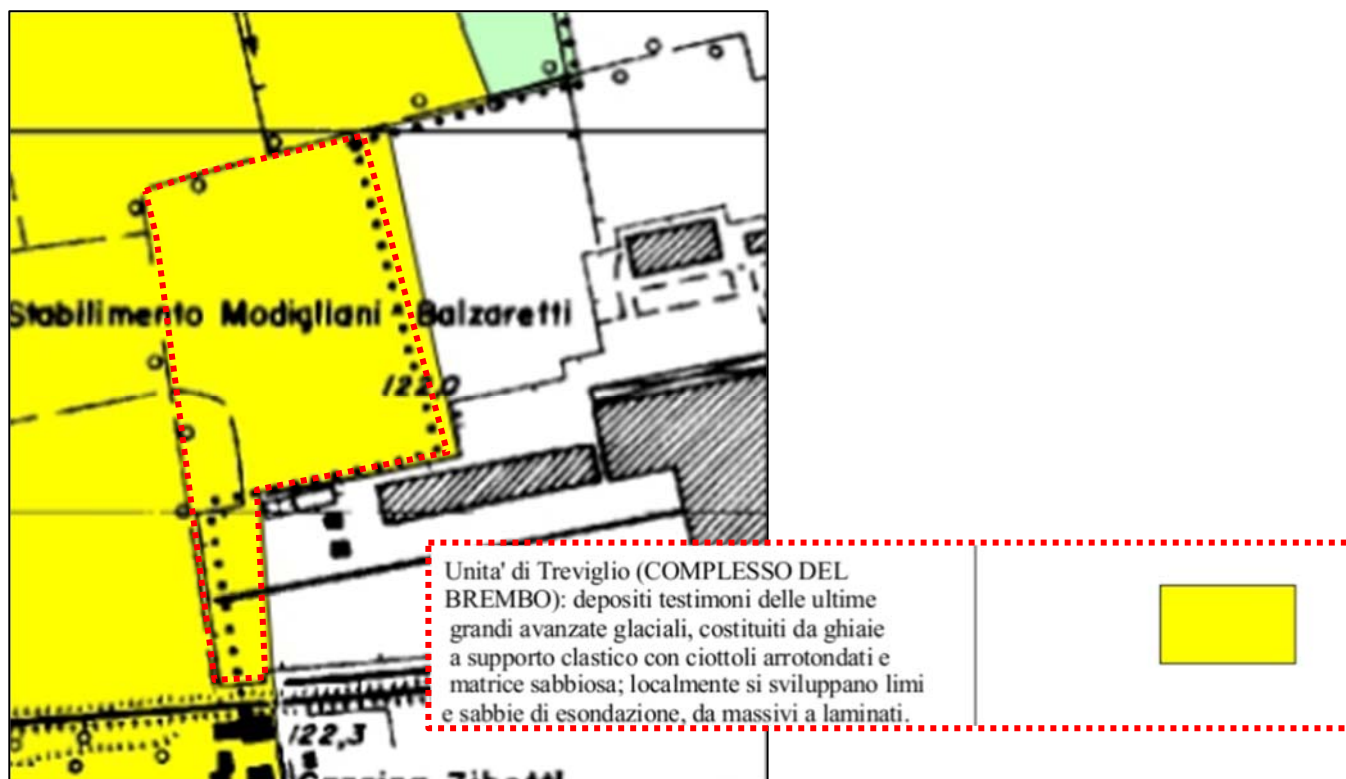 Stabilimento Modigliani Balzaretti
122,0
Unita' di Treviglio (COMPLESSO DEL
BREMBO): depositi testimoni delle ultime
grandi avanzate glaciali, costituiti da ghiaie
a supporto clastico con ciottoli arrotondati e
matrice sabbiosa; localmente si sviluppano limi
e sabbie di esondazione, da massivi a laminati.
122,3